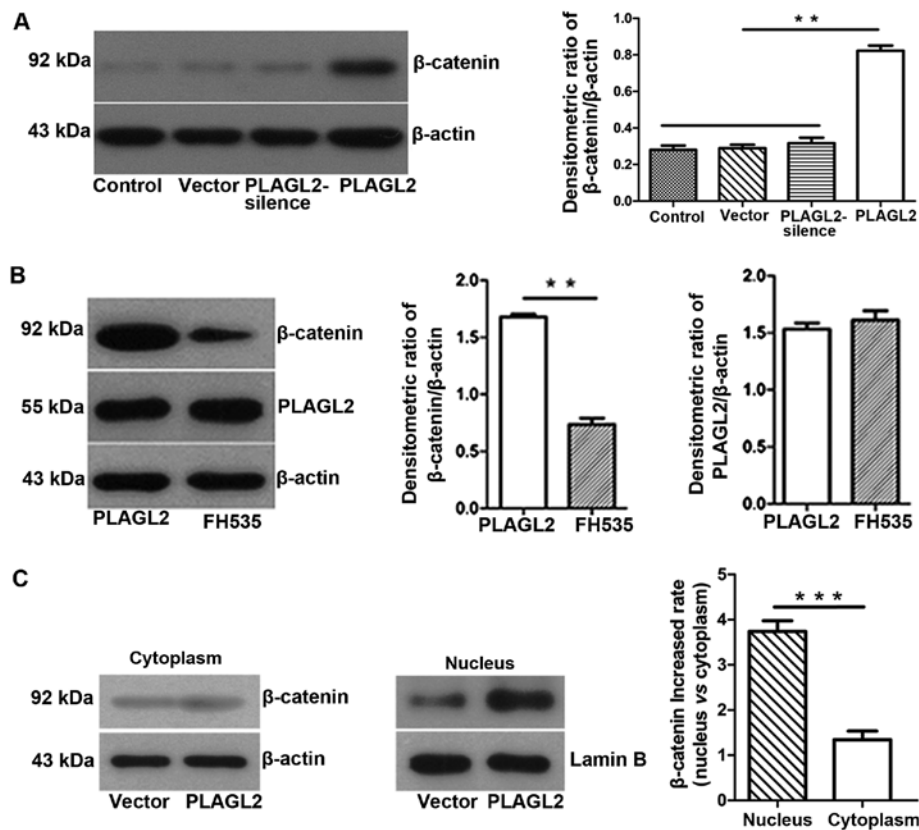 A
92 kDa
β-catenin
43 kDa
β-actin
Control Vector PLAGL2-silence PLAGL2
Densitometric ratio of
β-catenin/β-actin
1.0
0.8
0.6
0.4
0.2
0.0
* *
Control Vector PLAGL2-silence PLAGL2
B
92 kDa
β-catenin
55 kDa
PLAGL2
43 kDa
β-actin
PLAGL2 FH535
Densitometric ratio of
β-catenin/β-actin
2.0
1.5
1.0
0.5
0.0
* *
PLAGL2 FH535
Densitometric ratio of
PLAGL2/β-actin
2.0
1.5
1.5
0.5
0.0
PLAGL2 FH535
C
Cytoplasm
92 kDa
β-catenin
43 kDa
β-actin
Vector PLAGL2
Nucleus
Lamin B
Vector PLAGL2
β-catenin Increased rate
(nucleus vs cytoplasm)
5
4
3
2
1
0
* * *
Nucleus Cytoplasm